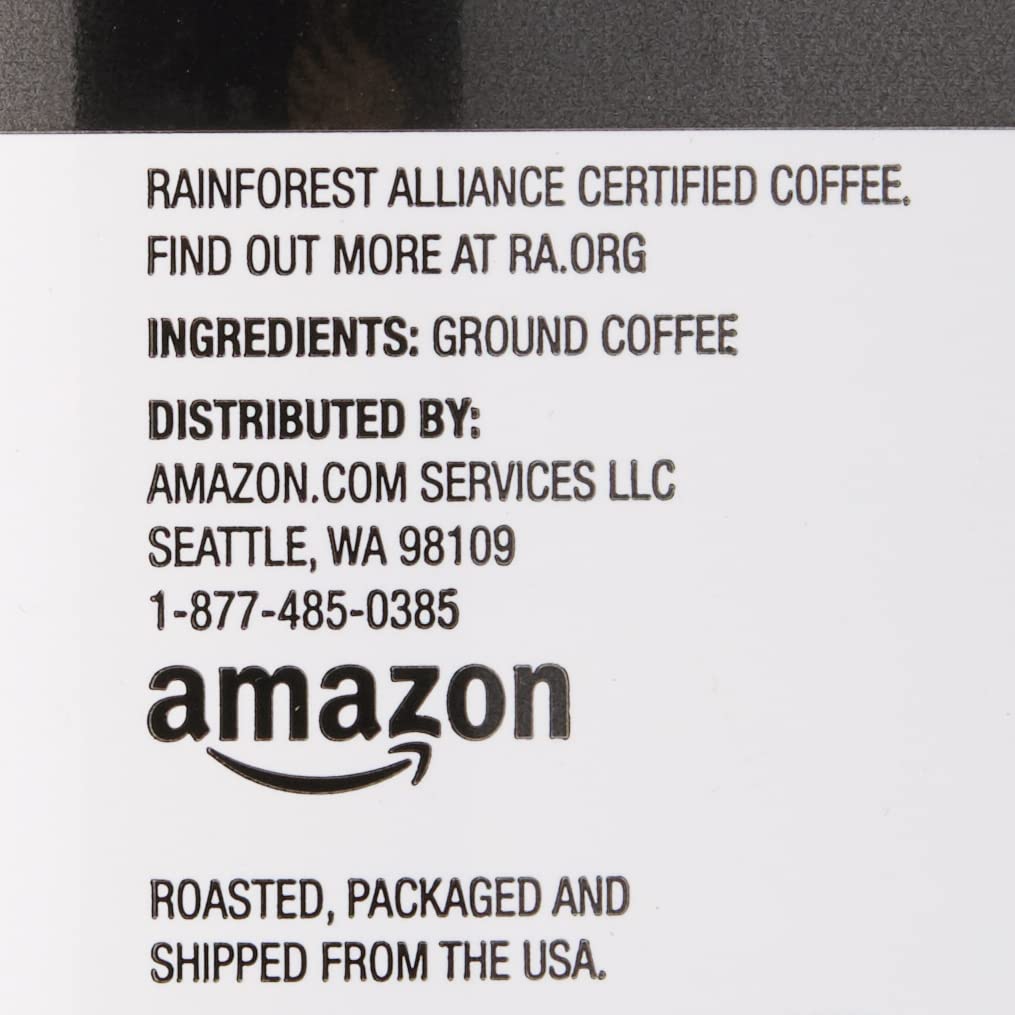 RAINFOREST ALLIANCE CERTIFIED COFFEE.
FIND OUT MORE AT RA.ORG
INGREDIENTS: GROUND COFFEE
DISTRIBUTED BY:
AMAZON.COM SERVICES LLC
SEATTLE, WA 98109
1-877-485-0385
amazon
ROASTED, PACKAGED AND
SHIPPED FROM THE USA.